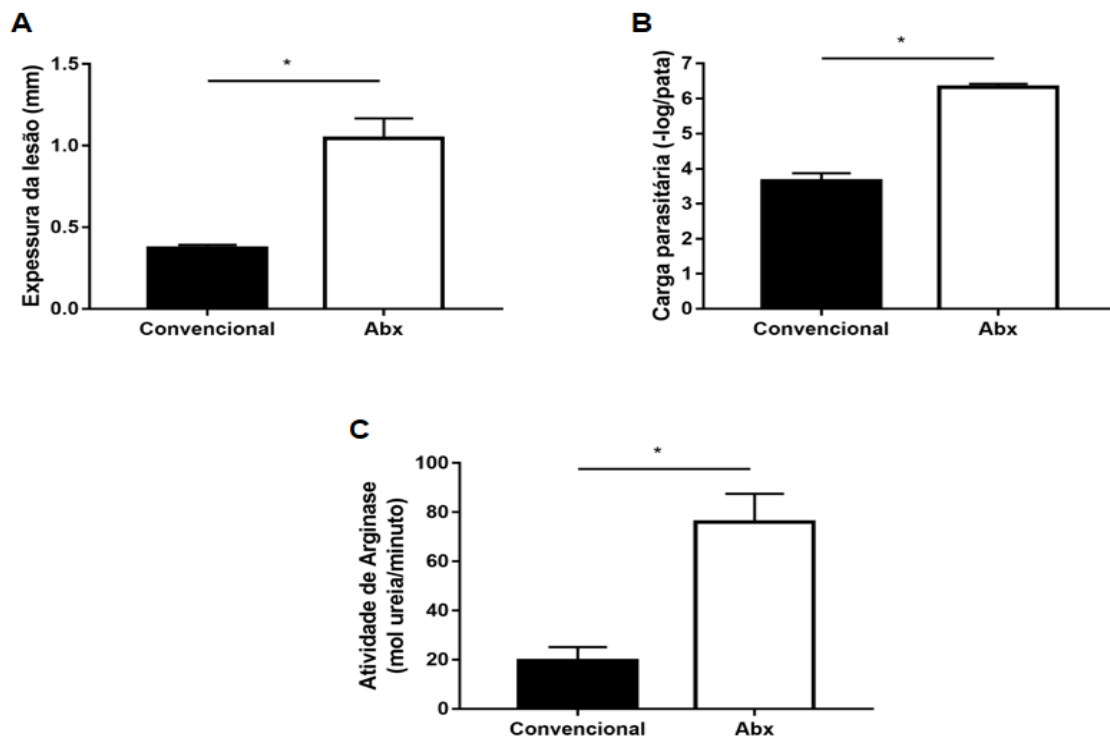 A
Expessura da lesão (mm)
1.5
1.0
0.5
0.0
*
Convencional
Abx
B
Carga parasitária (-log/pata)
7
6
5
4
3
2
1
0
*
Convencional
Abx
C
Atividade de Arginase
(mol ureia/minuto)
100
80
60
40
20
0
*
Convencional
Abx